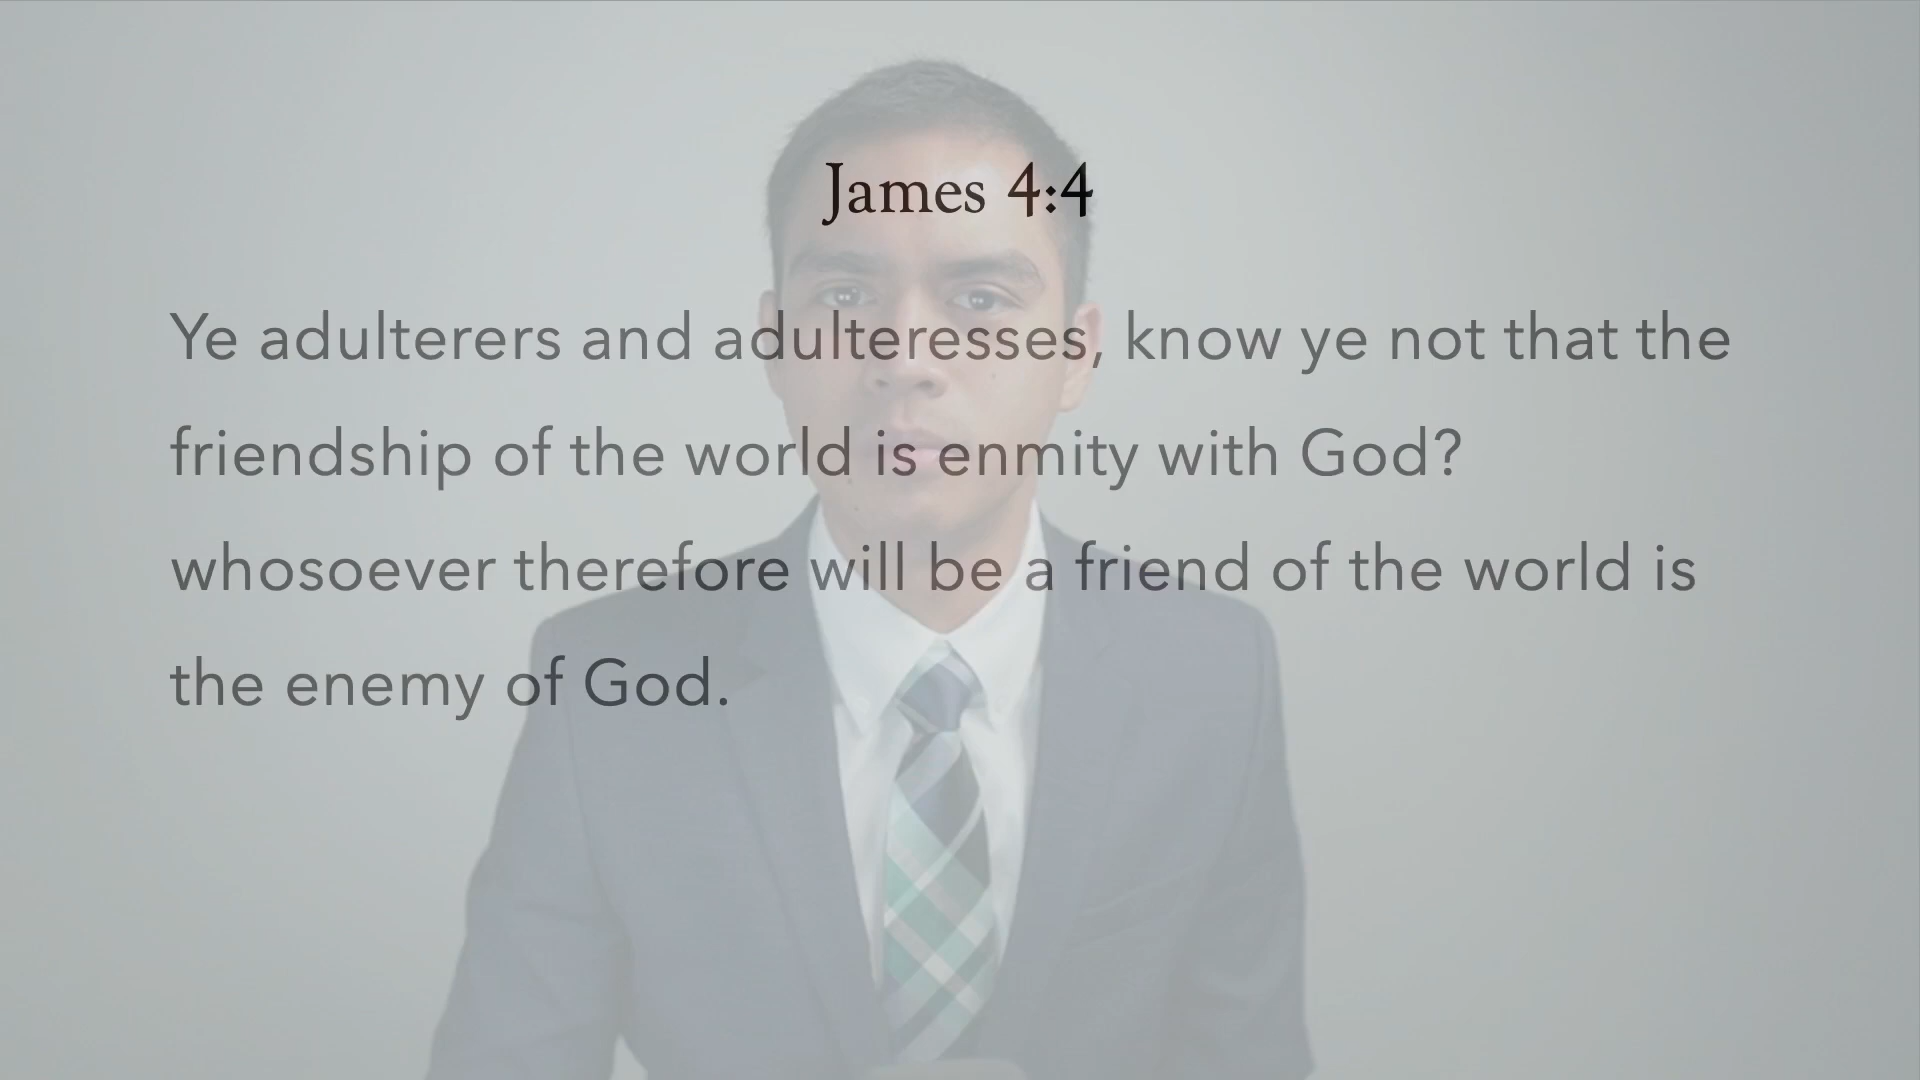 James 4:4
Ye adulterers and adulteresses, know ye not that the
friendship of the world is enmity with God?
whosoever therefore will be a friend of the world is
the enemy of God.